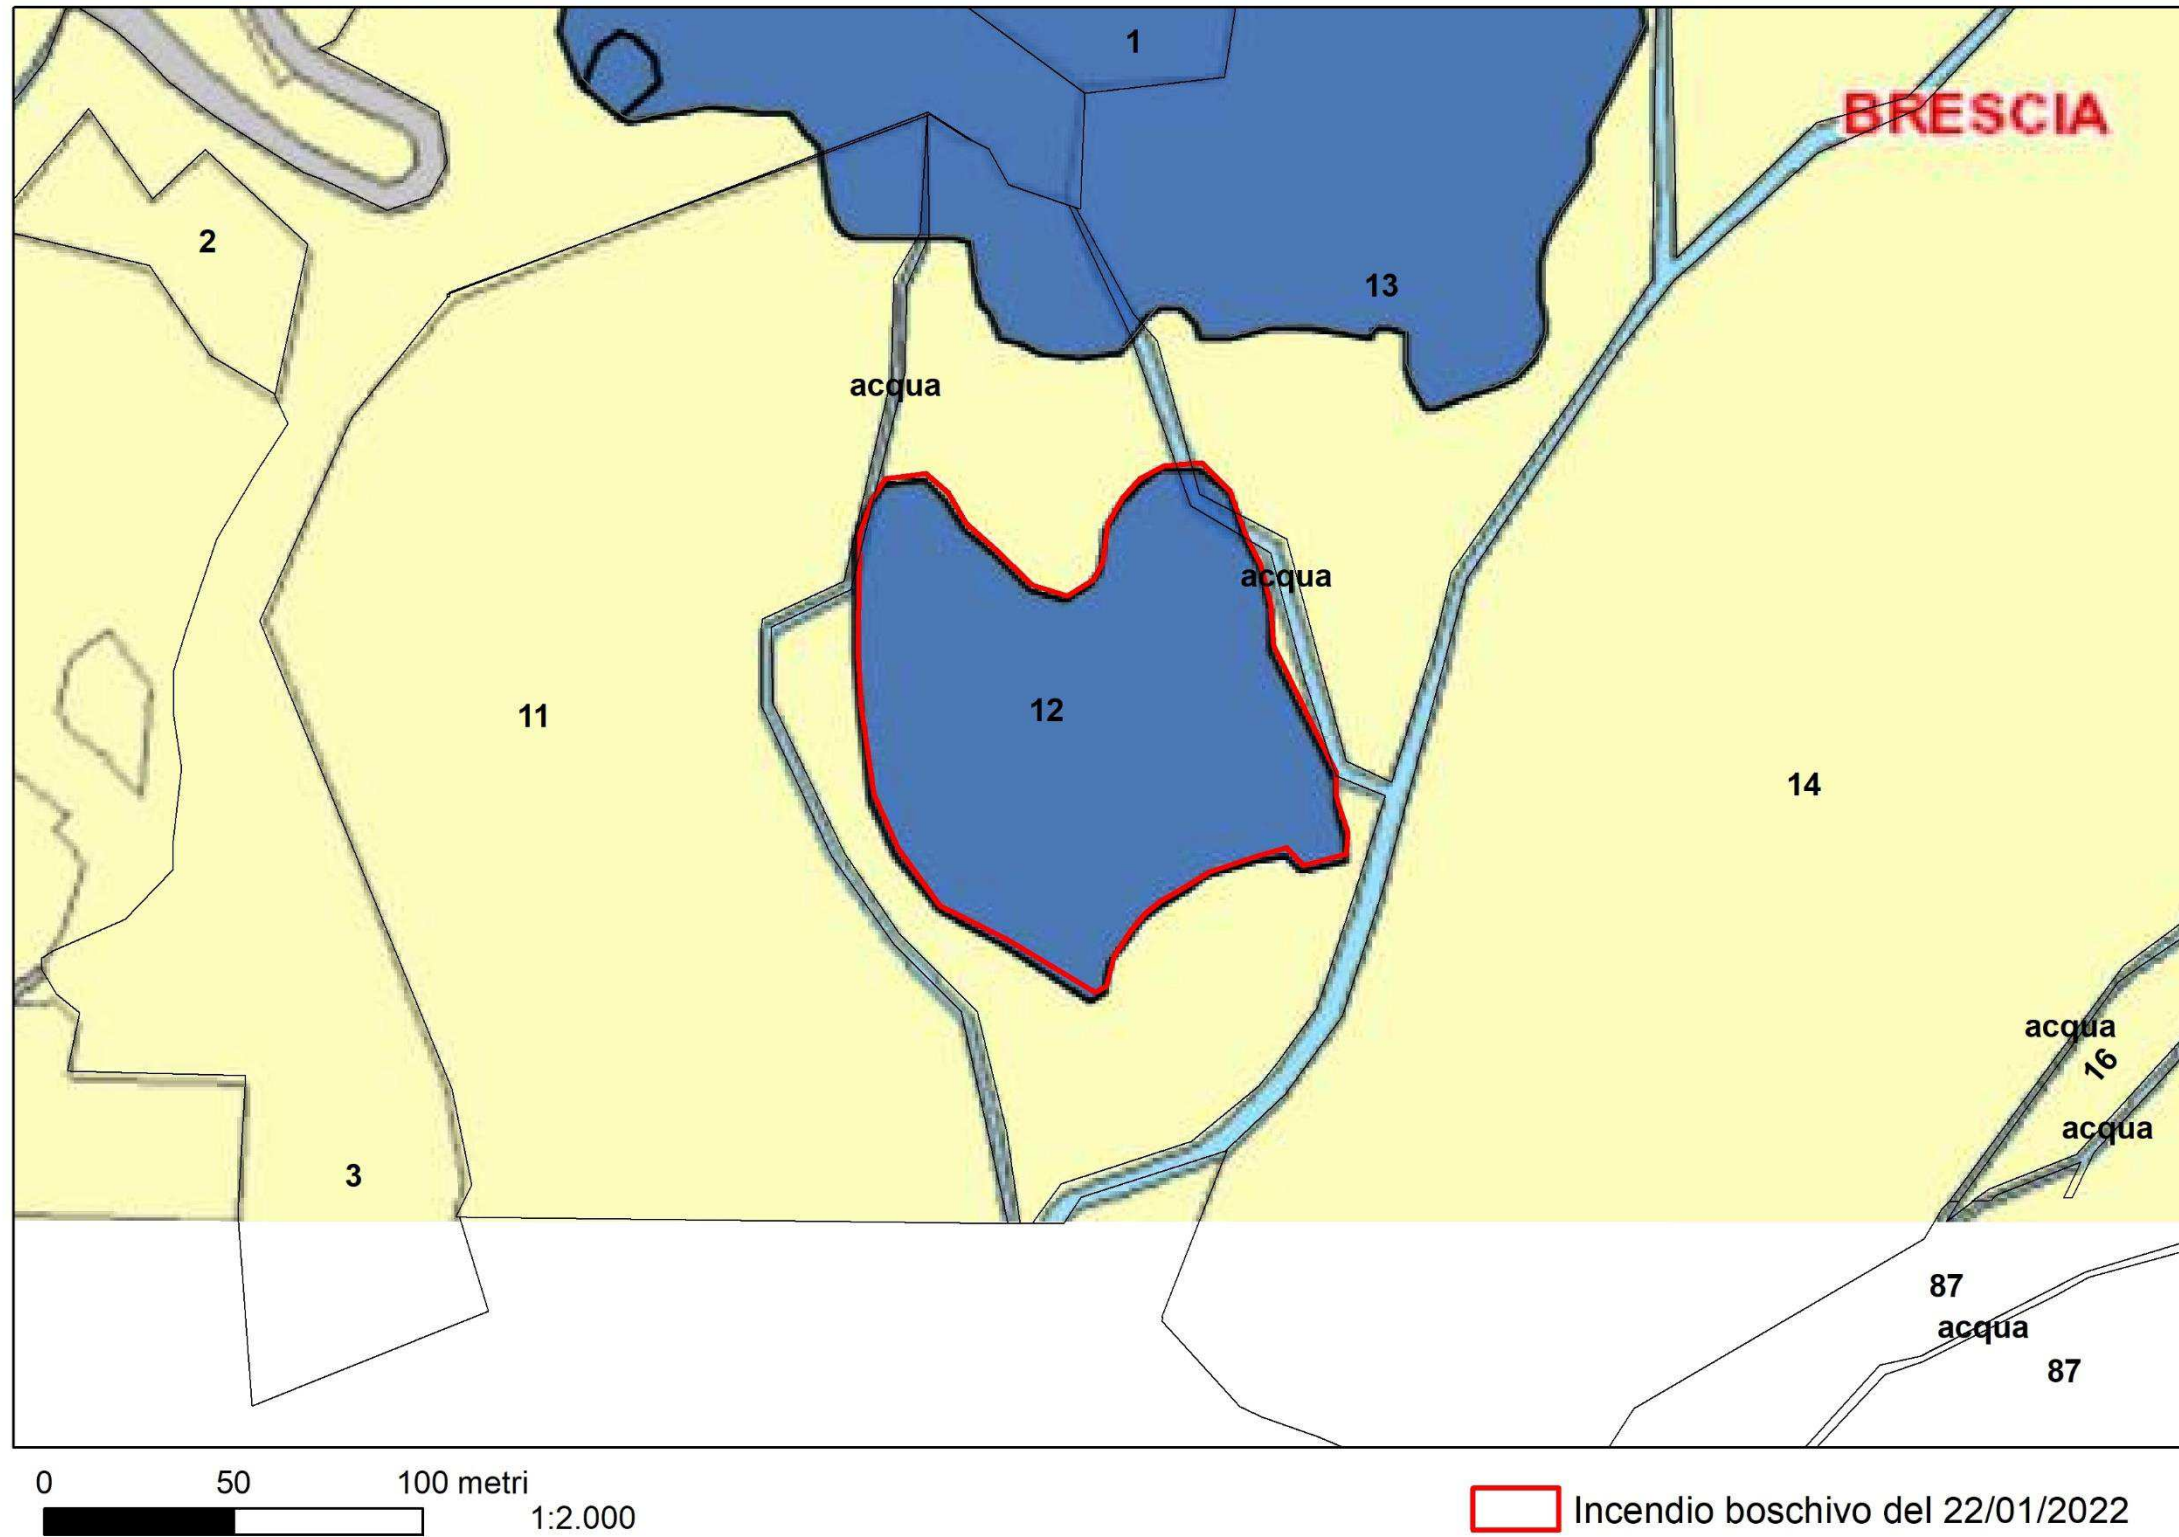 1
BRESCIA
2
13
acqua
acqua
12
11
14
acqua
16
acqua
3
87
acqua
87
0 50 100 metri
1:2.000
Incendio boschivo del 22/01/2022